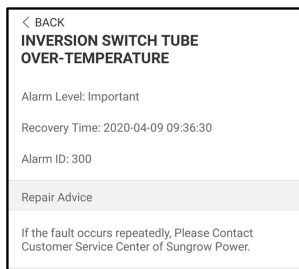 < BACK
INVERSION SWITCH TUBE
OVER-TEMPERATURE
Alarm Level: Important
Recovery Time: 2020-04-09 09:36:30
Alarm ID: 300
Repair Advice
If the fault occurs repeatedly, Please Contact
Customer Service Center of Sungrow Power.